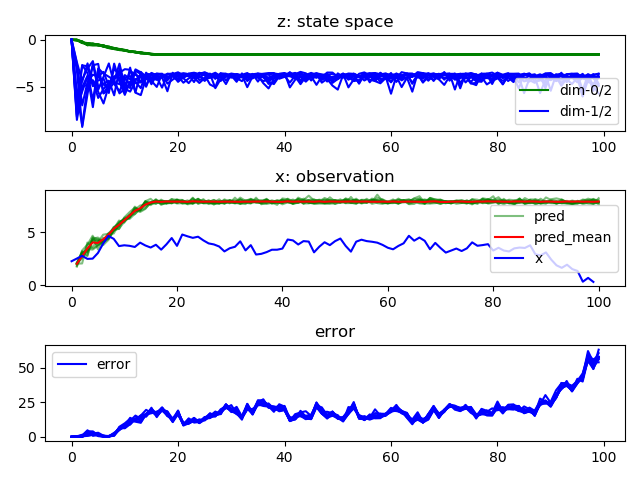 z: state space
0
−5
dim-0/2
dim-1/2
0 20 40 60 80 100
x: observation
5
0
pred
pred_mean
x
0 20 40 60 80 100
error
50
25
0
error
0 20 40 60 80 100